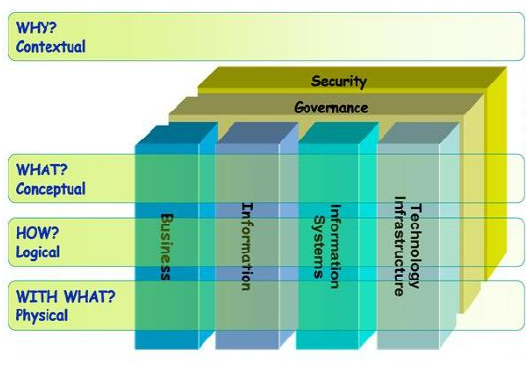 WHY?
Contextual
Security
Governance
WHAT?
Conceptual
HOW?
Logical
WITH WHAT?
Physical
Business
Information
Information
Systems
Technology
Infrastructure